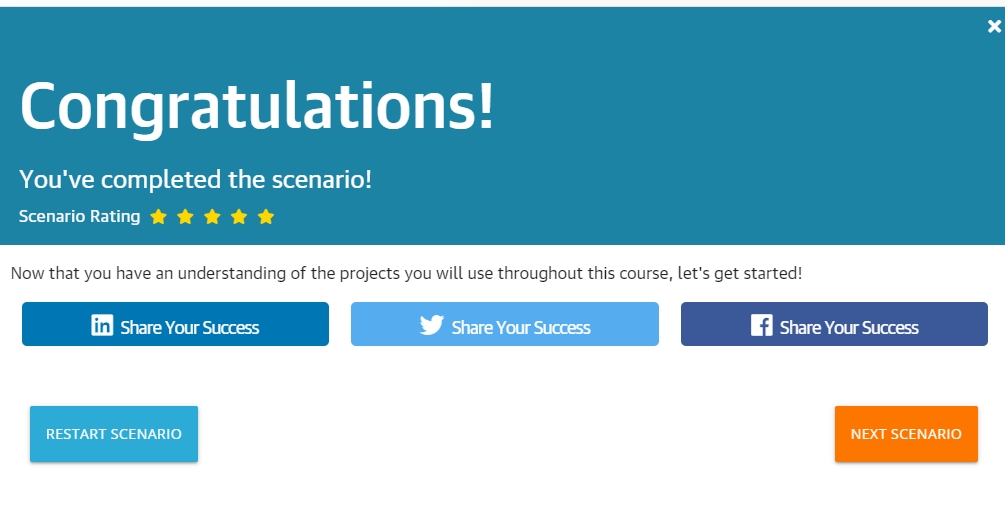 Congratulations!
You've completed the scenario!
Scenario Rating
Now that you have an understanding of the projects you will use throughout this course, let's get started!
Share Your Success
Share Your Success
Share Your Success
RESTART SCENARIO
NEXT SCENARIO